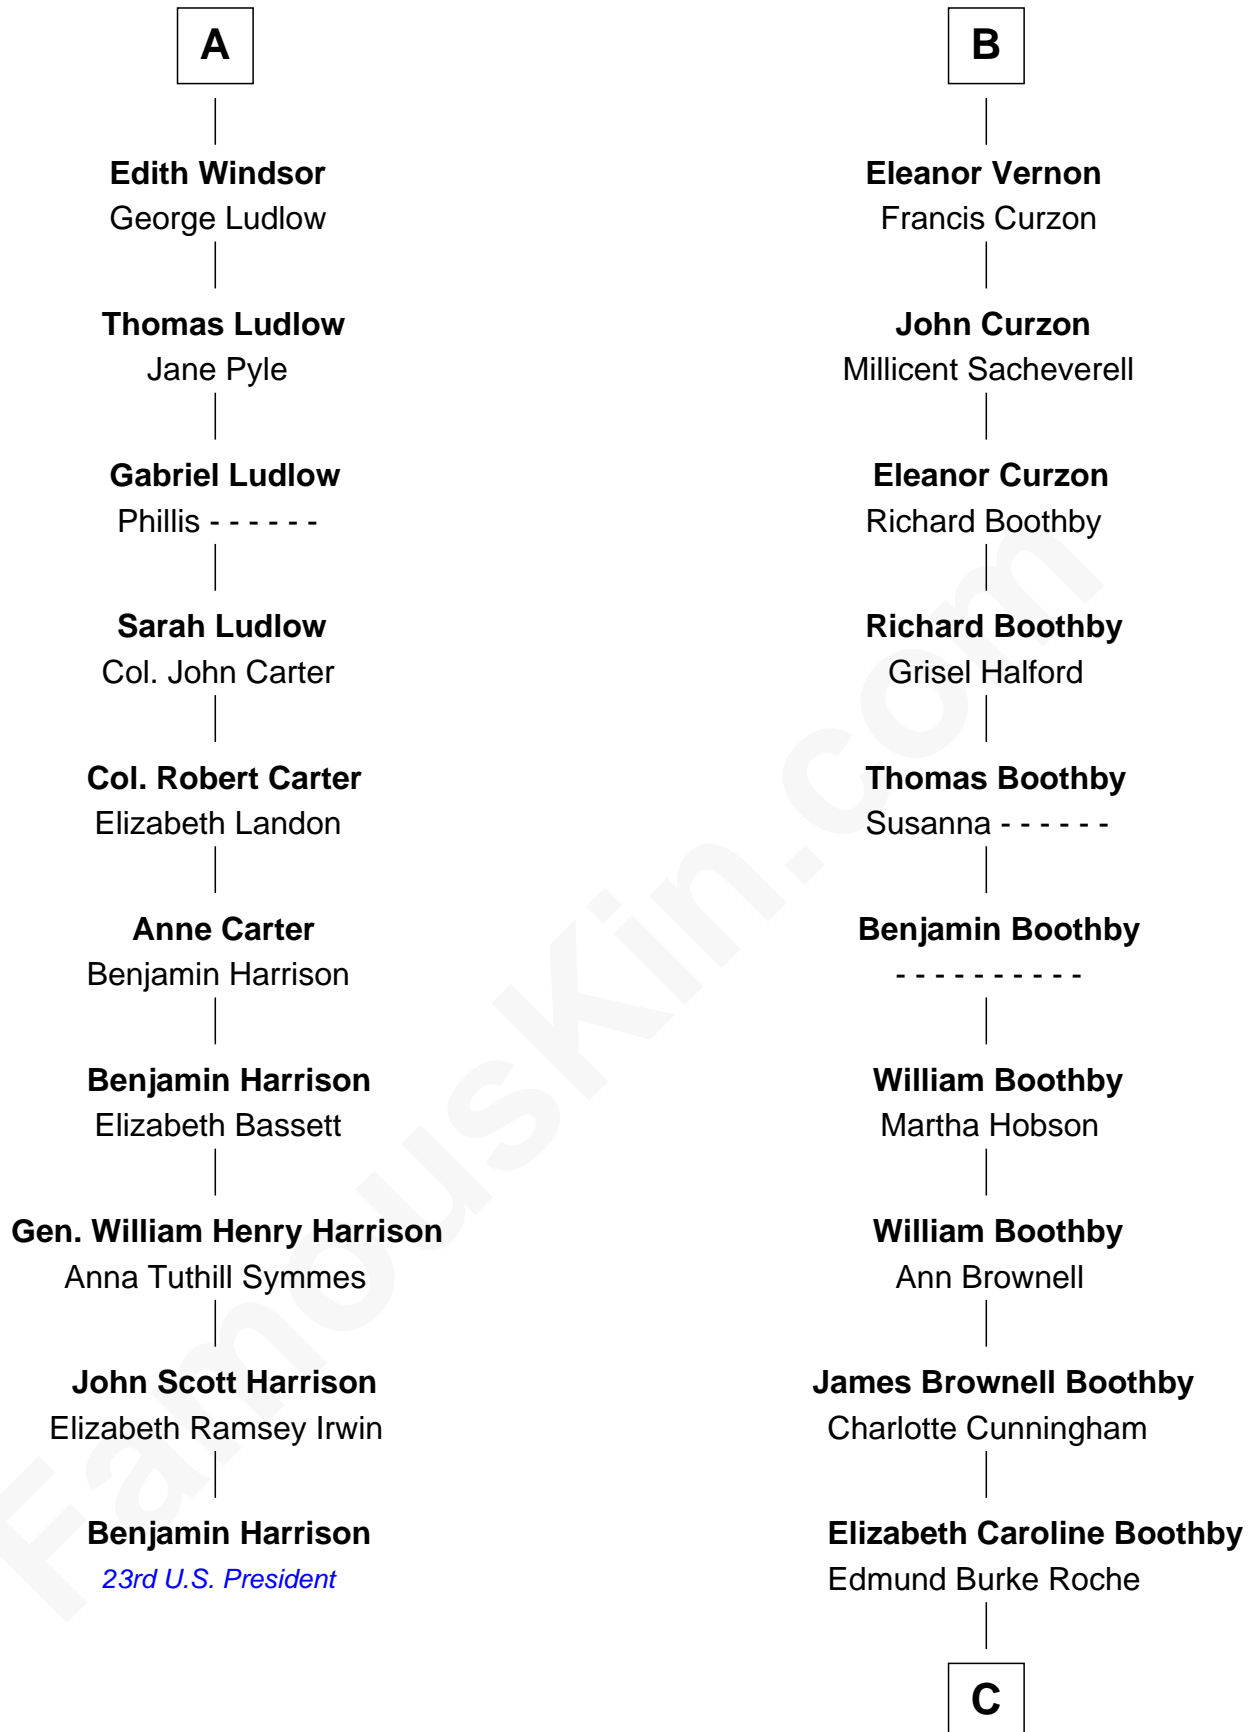 A
Edith Windsor
George Ludlow
Thomas Ludlow
Jane Pyle
Gabriel Ludlow
Phillis - - - - - -
Sarah Ludlow
Col. John Carter
Col. Robert Carter
Elizabeth Landon
Anne Carter
Benjamin Harrison
Benjamin Harrison
Elizabeth Bassett
Gen. William Henry Harrison
Anna Tuthill Symmes
John Scott Harrison
Elizabeth Ramsey Irwin
Benjamin Harrison
23rd U.S. President
B
Eleanor Vernon
Francis Curzon
John Curzon
Millicent Sacheverell
Eleanor Curzon
Richard Boothby
Richard Boothby
Grisel Halford
Thomas Boothby
Susanna - - - - - -
Benjamin Boothby
- - - - - - - - - -
William Boothby
Martha Hobson
William Boothby
Ann Brownell
James Brownell Boothby
Charlotte Cunningham
Elizabeth Caroline Boothby
Edmund Burke Roche
C
FamousKin.com